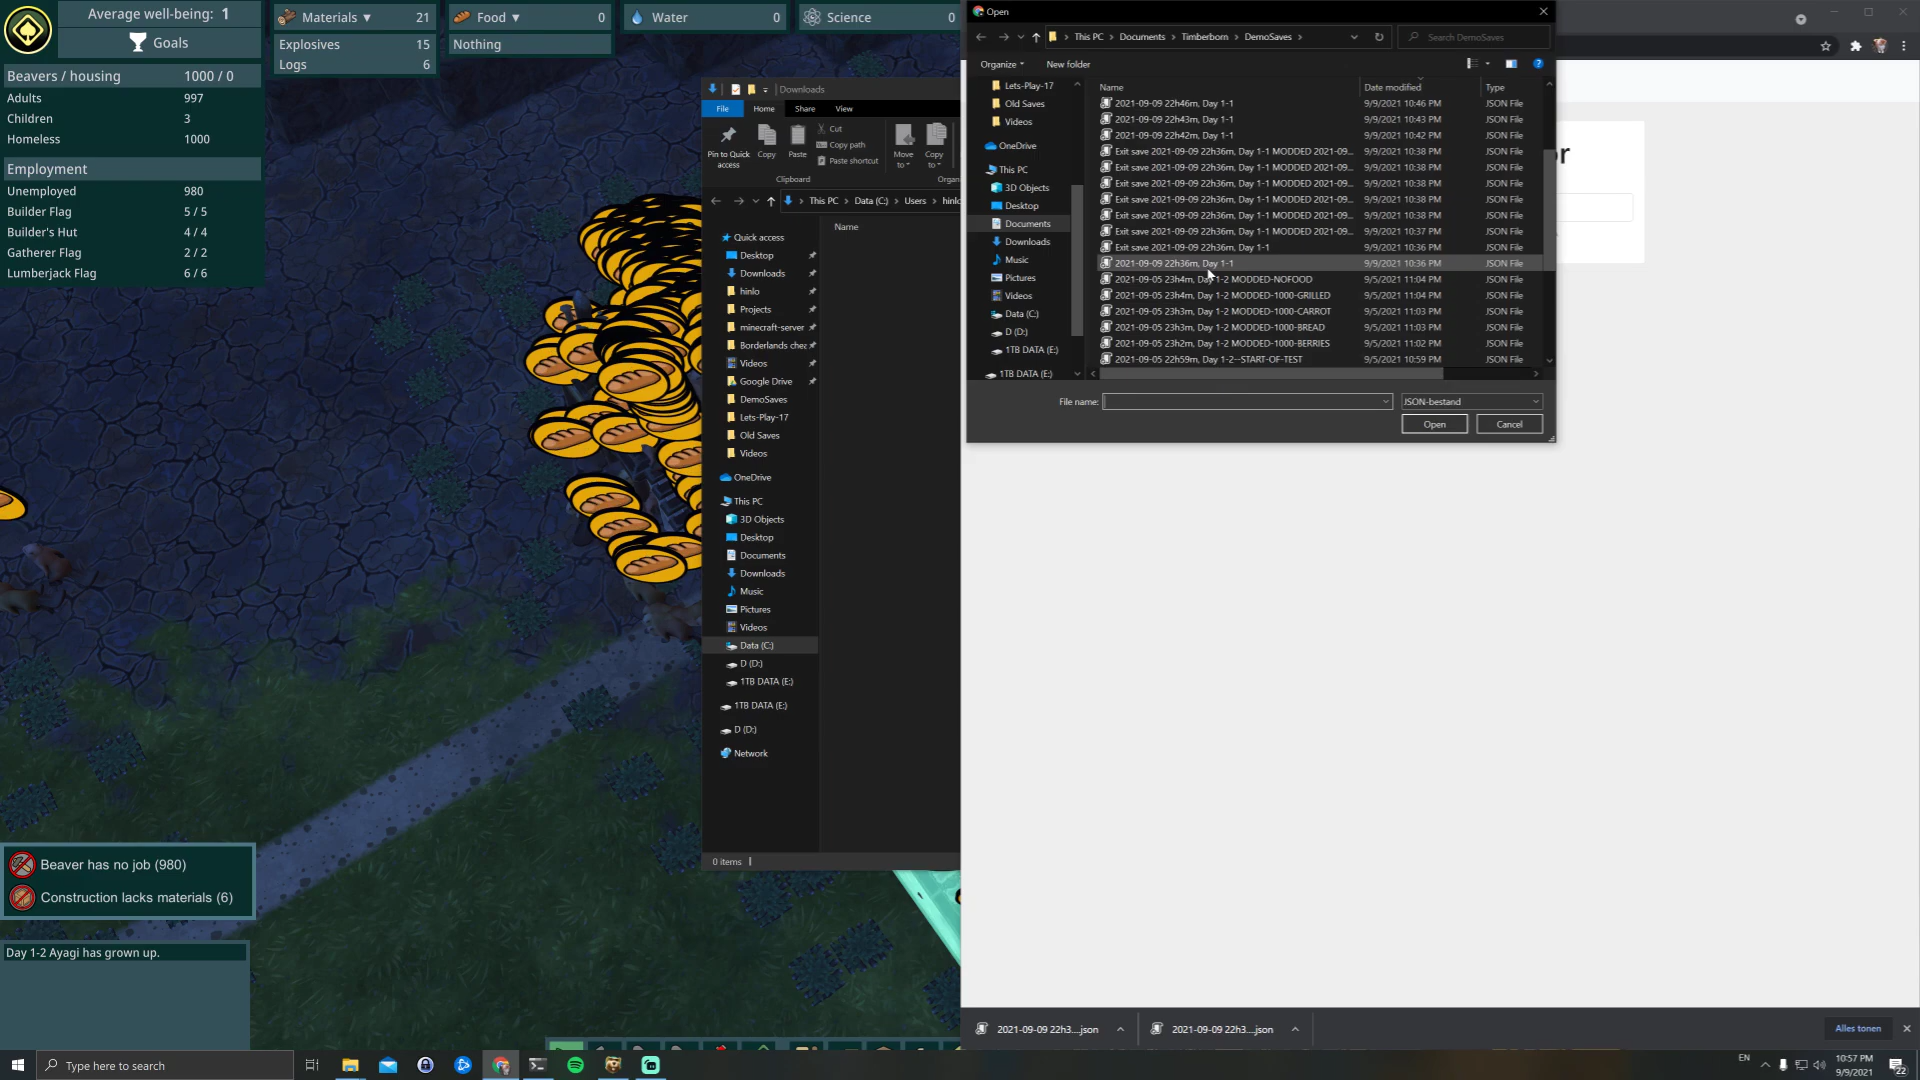 Average well-being: 1
Goals
Materials ▾ 21
Explosives 15
Logs 6
Food ▾ 0
Nothing
Water 0
Science 0
Beavers / housing 1000 / 0
Adults 997
Children 3
Homeless 1000
Employment
Unemployed 980
Builder Flag 5 / 5
Builder's Hut 4 / 4
Gatherer Flag 2 / 2
Lumberjack Flag 6 / 6
Beaver has no job (980)
Construction lacks materials (6)
Day 1-2 Ayagi has grown up.
Downloads
File Home Share View
Pin to Quick access
Copy
Paste
Cut
Copy path
Paste shortcut
Clipboard
Move to
Copy to
This PC > Data (C:) > Users >
Name
Quick access
Desktop
Downloads
hinlo
Projects
minecraft-server
Videos
Google Drive
DemoSaves
Lets-Play-17
Old Saves
Videos
OneDrive
This PC
3D Objects
Desktop
Documents
Downloads
Music
Pictures
Videos
Data (C:)
D (D:)
1TB DATA (E:)
1TB DATA (E:)
D (D:)
Network
0 items
Open
This PC > Documents > Timberborn > DemoSaves >
Search DemoSaves
Organize New folder
Lets-Play-17
Old Saves
Videos
OneDrive
This PC
3D Objects
Desktop
Documents
Downloads
Music
Pictures
Videos
Data (C:)
D (D:)
1TB DATA (E:)
1TB DATA (E:)
Name Date modified Type
2021-09-09 22h46m, Day 1-1 9/9/2021 10:46 PM JSON File
2021-09-09 22h43m, Day 1-1 9/9/2021 10:43 PM JSON File
2021-09-09 22h42m, Day 1-1 9/9/2021 10:42 PM JSON File
Exit save 2021-09-09 22h36m, Day 1-1 MODDED 2021-09... 9/9/2021 10:38 PM JSON File
Exit save 2021-09-09 22h36m, Day 1-1 MODDED 2021-09... 9/9/2021 10:38 PM JSON File
Exit save 2021-09-09 22h36m, Day 1-1 MODDED 2021-09... 9/9/2021 10:38 PM JSON File
Exit save 2021-09-09 22h36m, Day 1-1 MODDED 2021-09... 9/9/2021 10:38 PM JSON File
Exit save 2021-09-09 22h36m, Day 1-1 MODDED 2021-09... 9/9/2021 10:38 PM JSON File
Exit save 2021-09-09 22h36m, Day 1-1 MODDED 2021-09... 9/9/2021 10:37 PM JSON File
Exit save 2021-09-09 22h36m, Day 1-1 9/9/2021 10:36 PM JSON File
2021-09-09 22h36m, Day 1-1 9/9/2021 10:36 PM JSON File
2021-09-05 23h4m, Day 1-2 MODDED-NOFOOD 9/5/2021 11:04 PM JSON File
2021-09-05 23h4m, Day 1-2 MODDED-1000-GRILLED 9/5/2021 11:04 PM JSON File
2021-09-05 23h3m, Day 1-2 MODDED-1000-CARROT 9/5/2021 11:03 PM JSON File
2021-09-05 23h3m, Day 1-2 MODDED-1000-BREAD 9/5/2021 11:03 PM JSON File
2021-09-05 23h2m, Day 1-2 MODDED-1000-BERRIES 9/5/2021 11:02 PM JSON File
2021-09-05 22h59m, Day 1-2--START-OF-TEST 9/5/2021 10:59 PM JSON File
File name:
JSON-bestand
Open Cancel
2021-09-09 22h3....json
2021-09-09 22h3....json
Alles tonen
Type here to search
EN
10:57 PM
9/9/2021
22